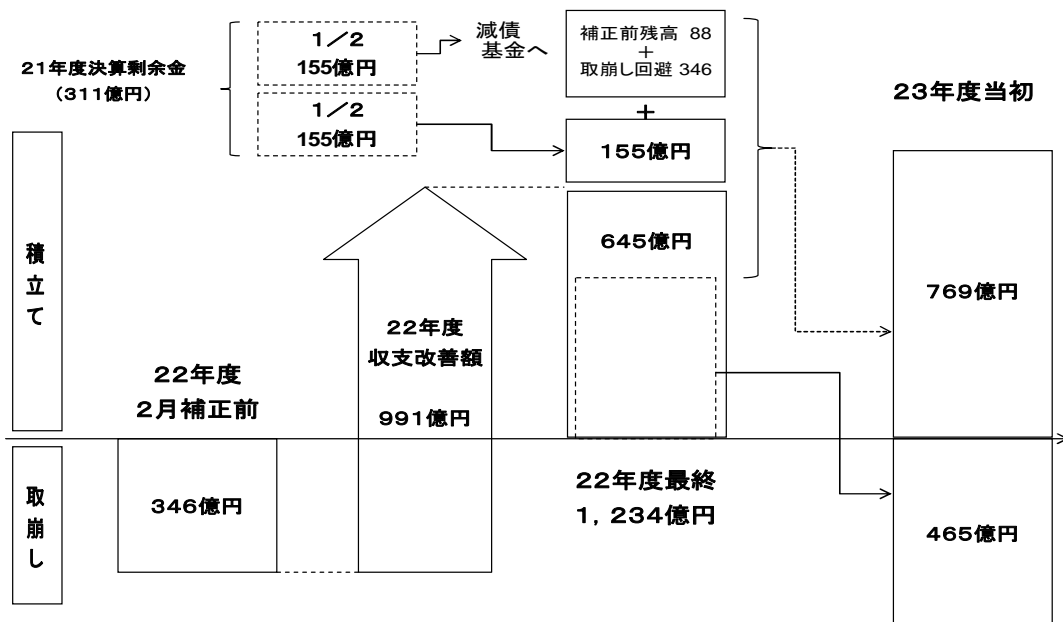 21年度決算剰余金
(311億円)
1/2
155億円
1/2
155億円
減債
基金へ
補正前残高 88
+
取崩し回避 346
+
155億円
645億円
23年度当初
769億円
465億円
積立て
取崩し
22年度
2月補正前
346億円
22年度
収支改善額
991億円
22年度最終
1,234億円